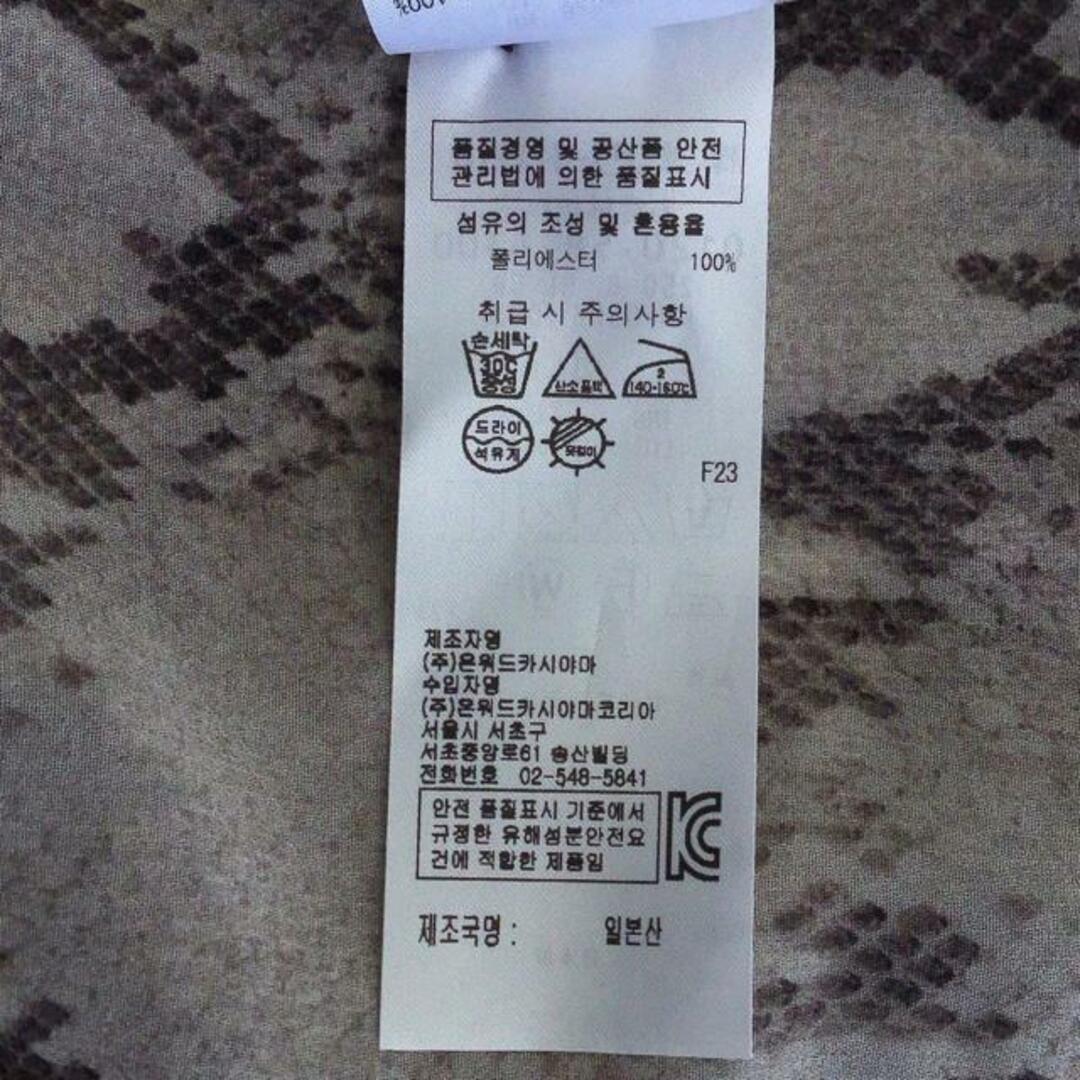 100%
품질경영 및 공산품 안전
관리법에 의한 품질표시
섬유의 조성 및 혼용율
폴리에스터 100%
취급 시 주의사항
손세탁
30℃
중성
산소표백
2
140-160℃
드라이
석유계
옷걸이
F23
제조자명
(주)온워드카시야마
수입자명
(주)온워드카시야마코리아
서울시 서초구
서초중앙로61 송산빌딩
전화번호 02-548-5841
안전 품질표시 기준에서
규정한 유해성분안전요
건에 적합한 제품임
제조국명 : 일본산